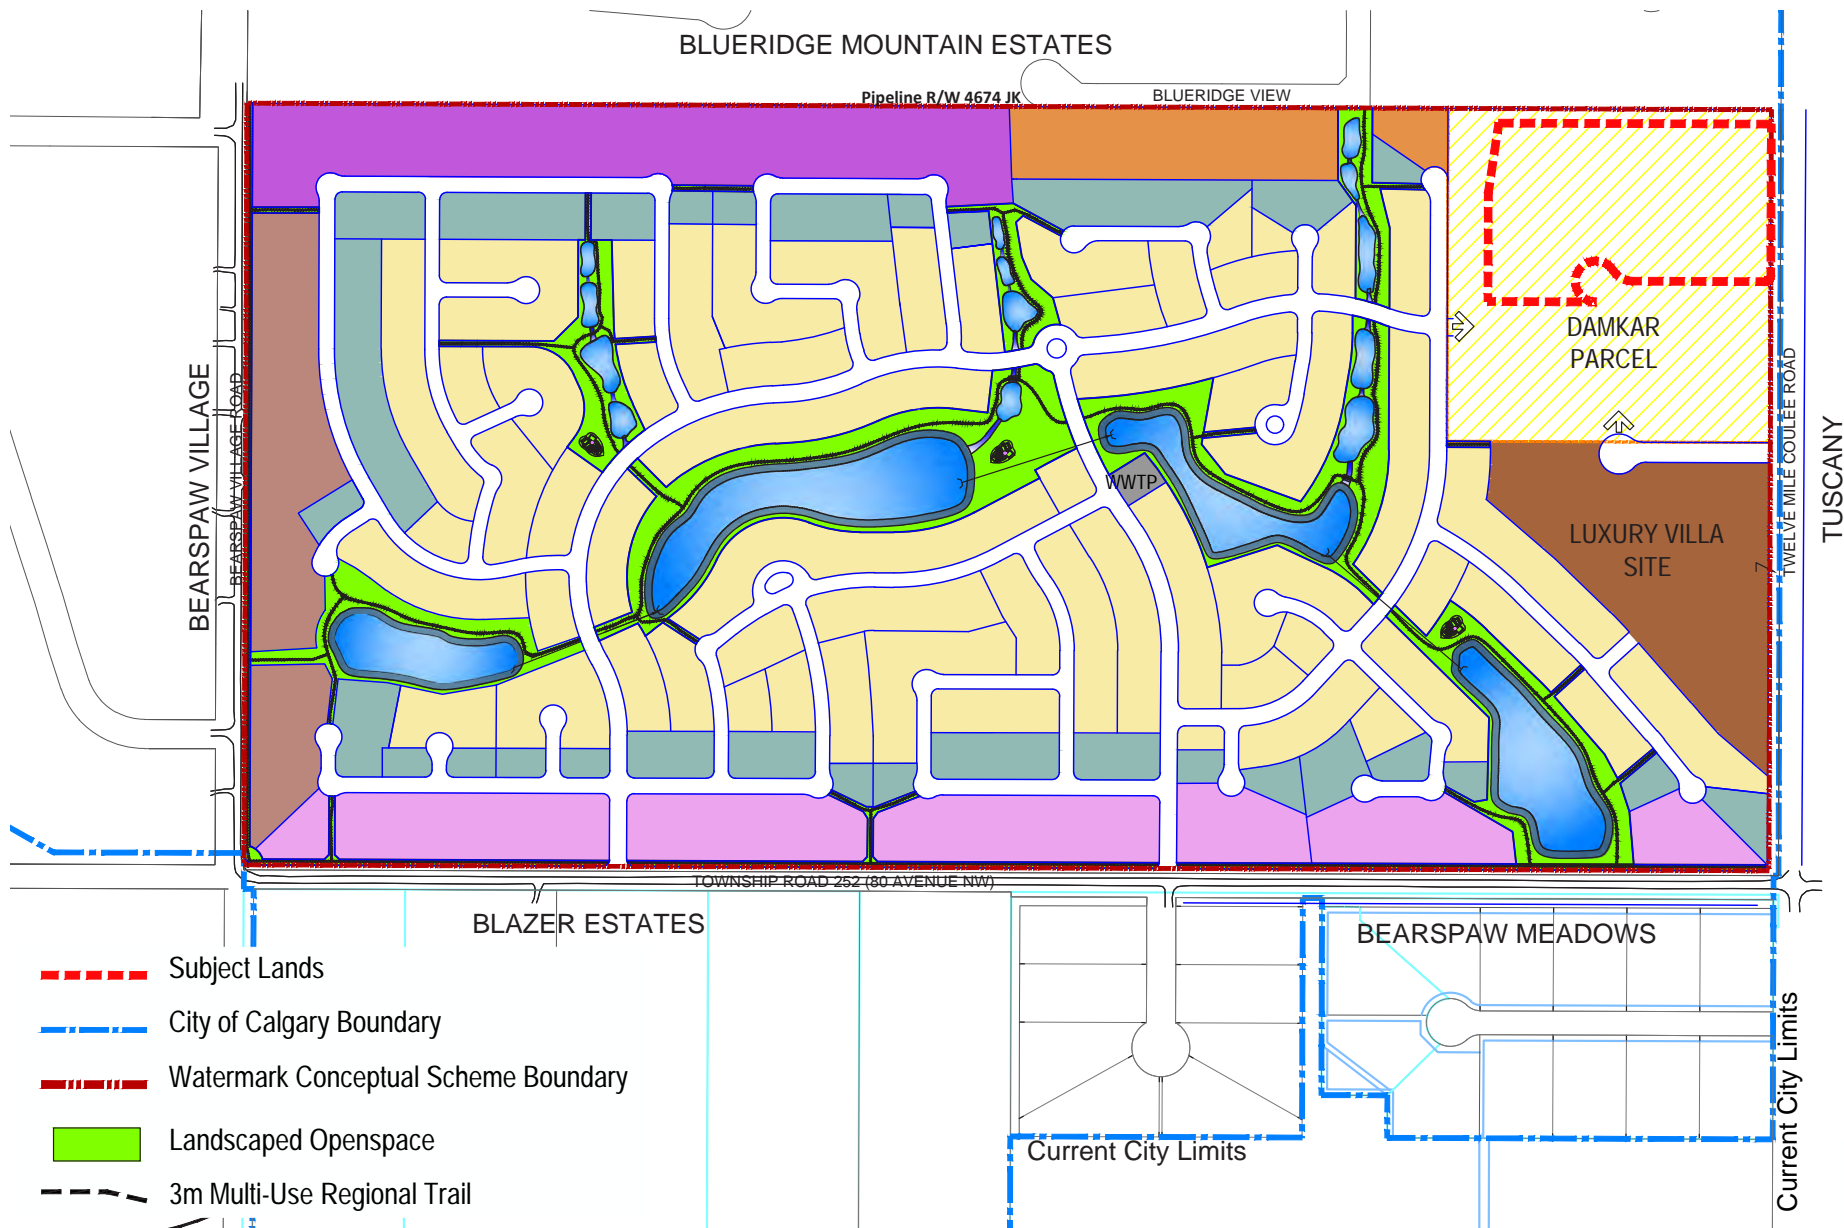 BLUERIDGE MOUNTAIN ESTATES
Pipeline R/W 4674 JK
BLUERIDGE VIEW
DAMKAR
PARCEL
BEARSPAW VILLAGE
BEARSPAW VILLAGE ROAD
TWELVE MILE COULEE ROAD
TUSCANY
WWTP
LUXURY VILLA
SITE
7
TOWNSHIP ROAD 252 (80 AVENUE NW)
BLAZER ESTATES
BEARSPAW MEADOWS
Subject Lands
City of Calgary Boundary
Watermark Conceptual Scheme Boundary
Landscaped Openspace
3m Multi-Use Regional Trail
Current City Limits
Current City Limits